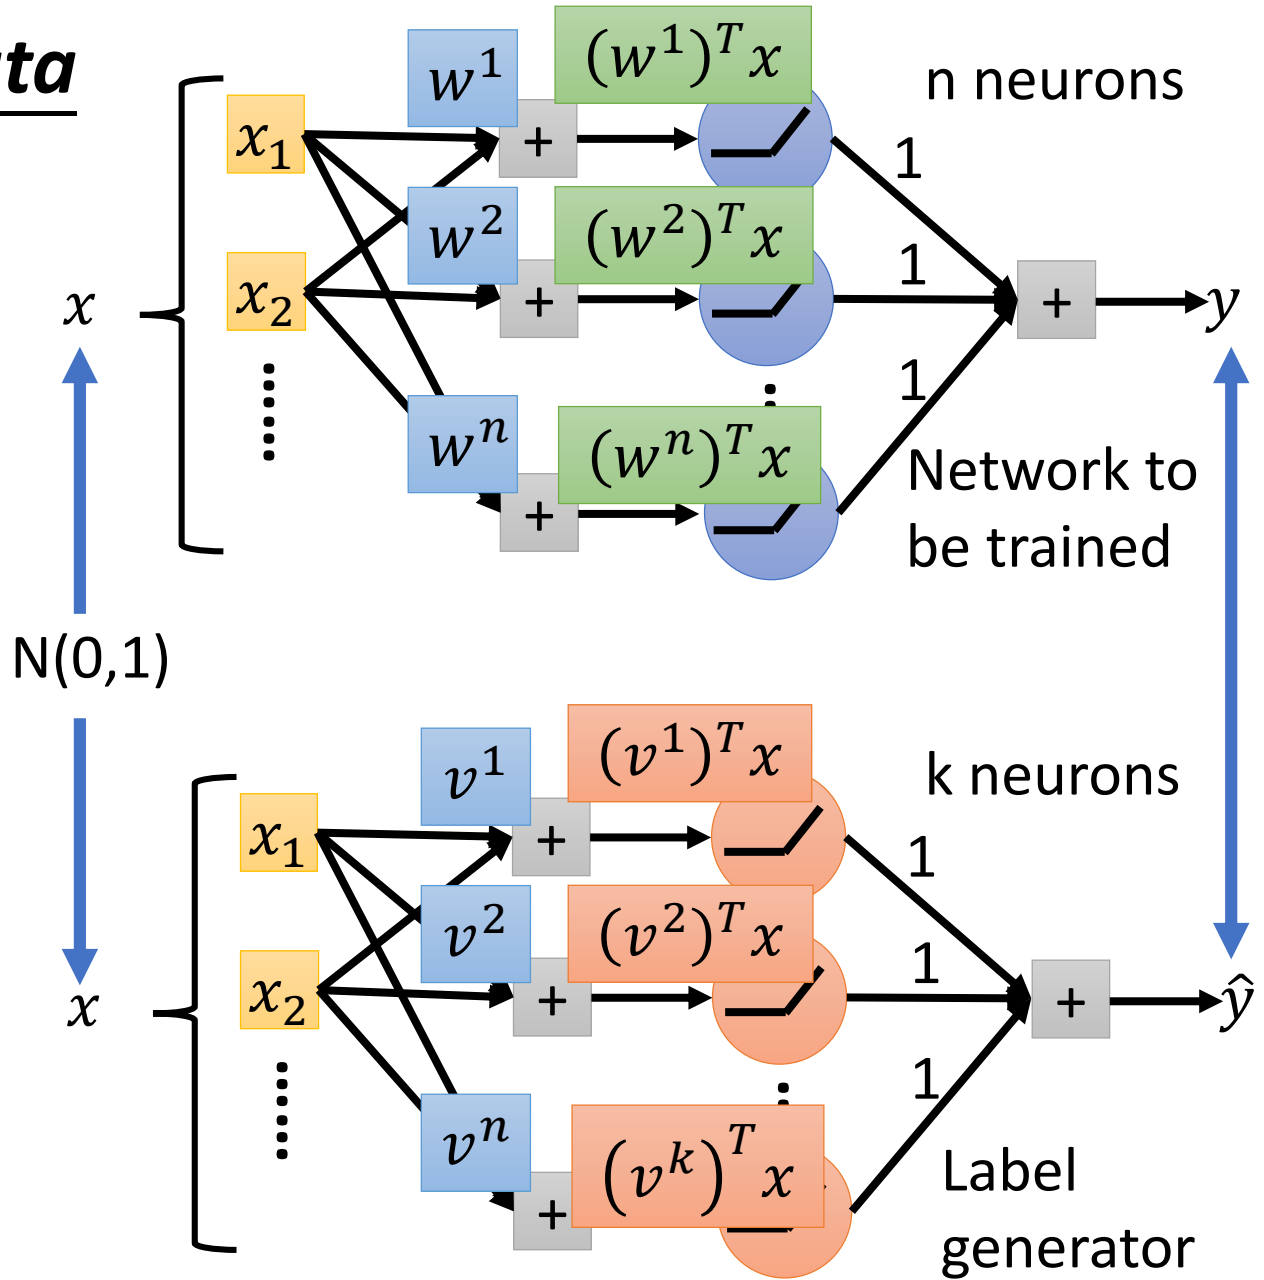 w¹
(w¹)ᵀx
n neurons
x₁
+
1
w²
(w²)ᵀx
x₂
+
1
x
+
y
1
wⁿ
(wⁿ)ᵀx
+
Network to
be trained
N(0,1)
v¹
(v¹)ᵀx
k neurons
x₁
+
1
v²
(v²)ᵀx
x₂
+
1
x
+
ŷ
1
vⁿ
(vᵏ)ᵀx
+
Label
generator